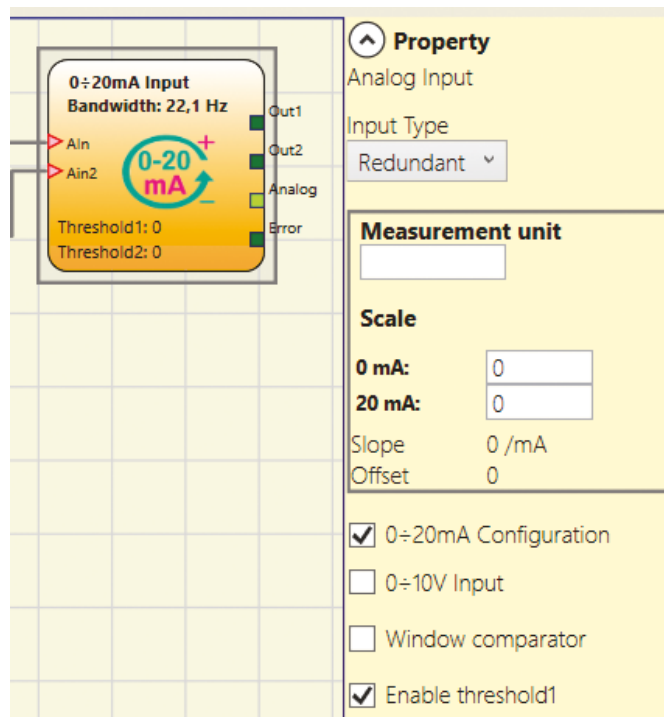 0÷20mA Input
Bandwidth: 22,1 Hz
AIn
Ain2
0-20
mA
+
−
Out1
Out2
Analog
Error
Threshold1: 0
Threshold2: 0
Property
Analog Input
Input Type
Redundant
Measurement unit
Scale
0 mA: 0
20 mA: 0
Slope 0 /mA
Offset 0
0÷20mA Configuration
0÷10V Input
Window comparator
Enable threshold1